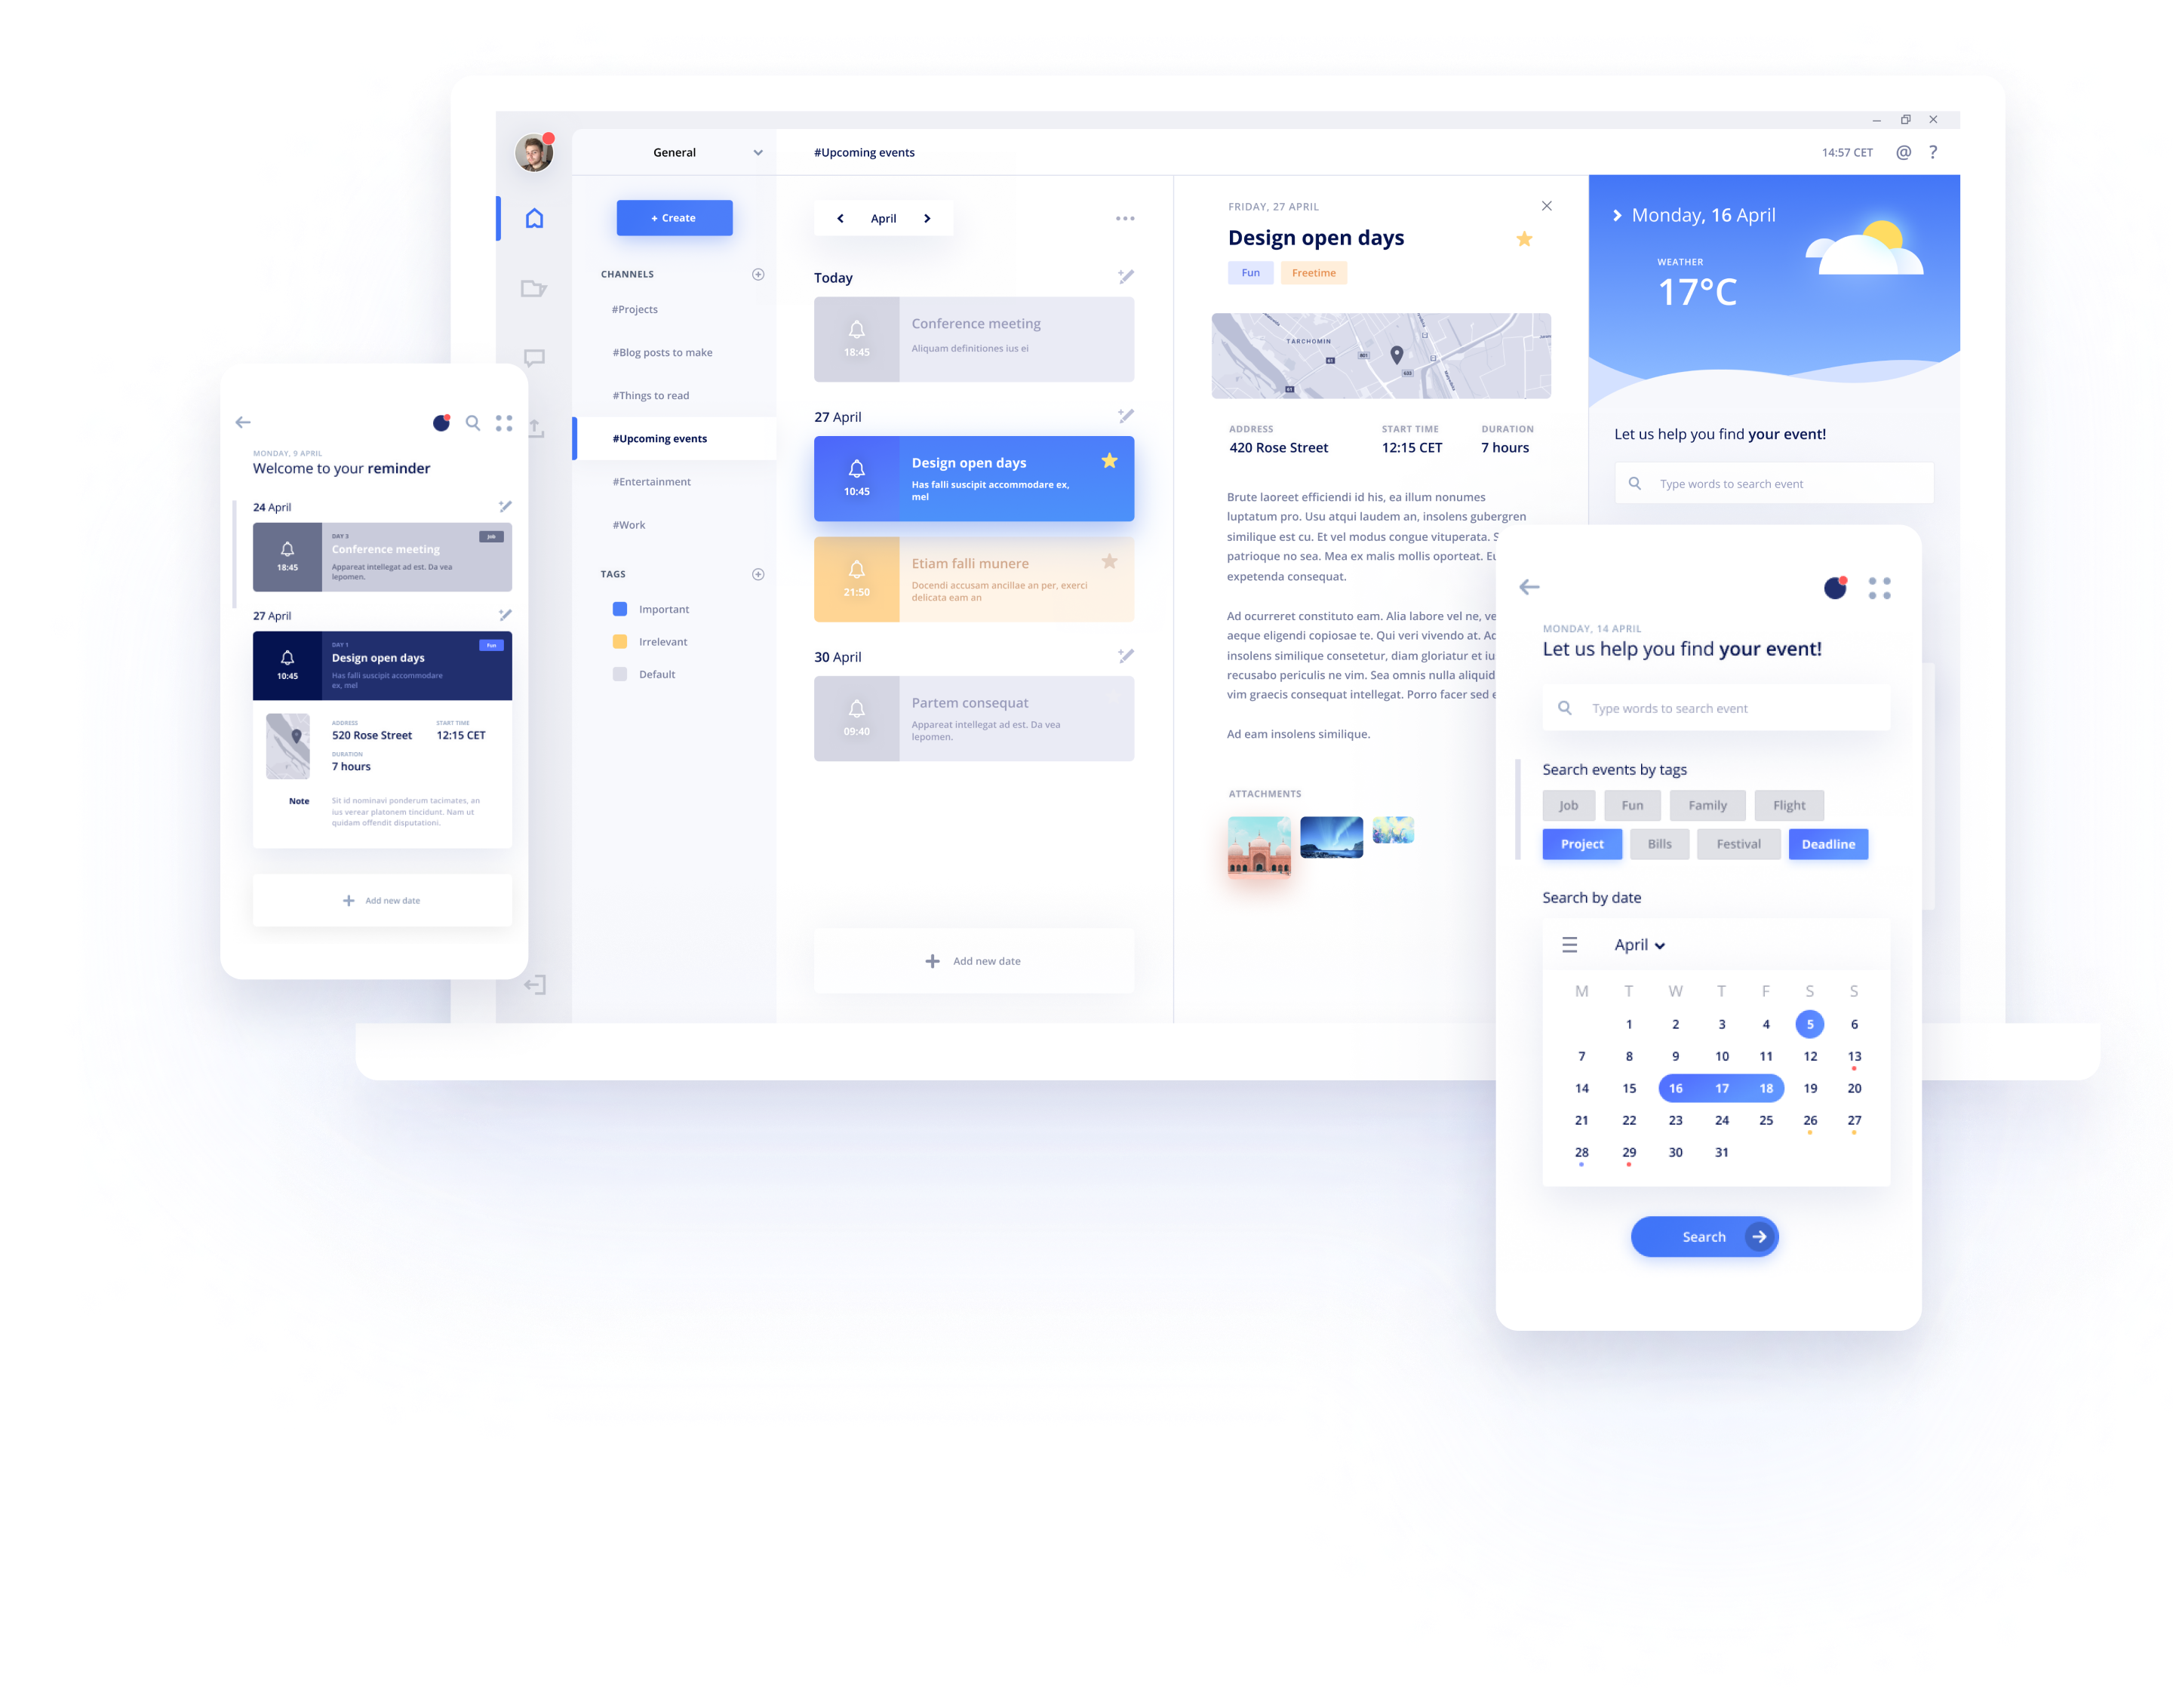 General
#Upcoming events
14:57 CET
@
?
+ Create
CHANNELS
#Projects
#Blog posts to make
#Things to read
#Upcoming events
#Entertainment
#Work
TAGS
Important
Irrelevant
Default
April
Today
18:45
Conference meeting
Aliquam definitiones ius ei
27 April
10:45
Design open days
Has falli suscipit accommodare ex,
mel
21:50
Etiam falli munere
Docendi accusam ancillae an per, exerci
delicata eam an
30 April
09:40
Partem consequat
Appareat intellegat ad est. Da vea
lepomen.
+ Add new date
FRIDAY, 27 APRIL
Design open days
Fun
Freetime
TARCHOMIN
61
801
633
61
ADDRESS
START TIME
DURATION
420 Rose Street
12:15 CET
7 hours
Brute laoreet efficiendi id his, ea illum nonumes
luptatum pro. Usu atqui laudem an, insolens gubergren
similique est cu. Et vel modus congue vituperata. S
patrioque no sea. Mea ex malis mollis oporteat. Eu
expetenda consequat.
Ad ocurreret constituto eam. Alia labore vel ne, ve
aeque eligendi copiosae te. Qui veri vivendo at. Ac
insolens similique consetetur, diam gloriatur et iu
recusabo periculis ne vim. Sea omnis nulla aliquid
vim graecis consequat intellegat. Porro facer sed e
Ad eam insolens similique.
ATTACHMENTS
Monday, 16 April
WEATHER
17°C
Let us help you find your event!
Type words to search event
MONDAY, 9 APRIL
Welcome to your reminder
24 April
18:45
DAY 3
Job
Conference meeting
Appareat intellegat ad est. Da vea
lepomen.
27 April
10:45
DAY 1
Fun
Design open days
Has falli suscipit accommodare
ex, mel
ADDRESS
START TIME
520 Rose Street
12:15 CET
DURATION
7 hours
Note
Sit id nominavi ponderum tacimates, an
ius verear platonem tincidunt. Nam ut
quidam offendit disputationi.
+ Add new date
MONDAY, 14 APRIL
Let us help you find your event!
Type words to search event
Search events by tags
Job
Fun
Family
Flight
Project
Bills
Festival
Deadline
Search by date
April
M T W T F S S
1 2 3 4 5 6
7 8 9 10 11 12 13
14 15 16 17 18 19 20
21 22 23 24 25 26 27
28 29 30 31
Search